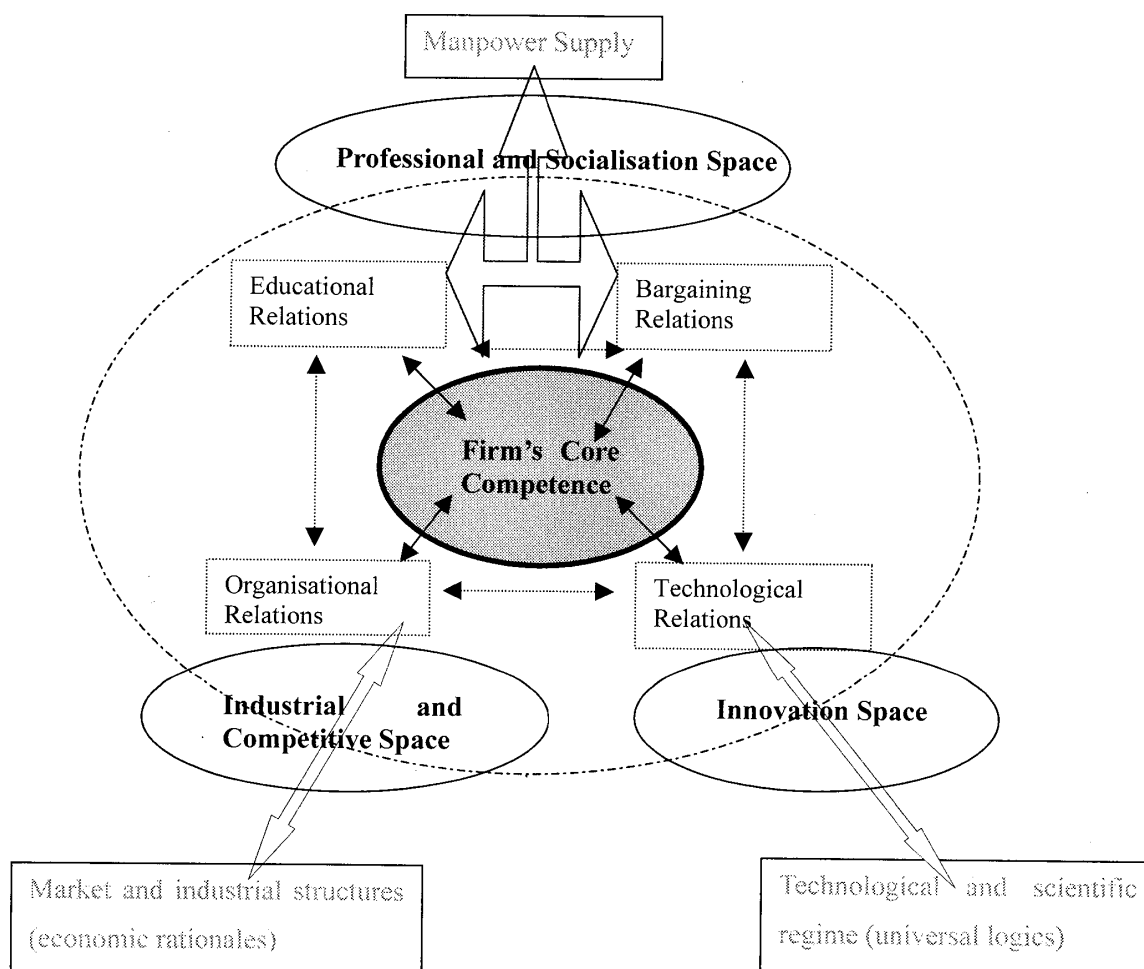 Manpower Supply
Professional and Socialisation Space
Educational
Relations
Bargaining
Relations
Firm's Core
Competence
Organisational
Relations
Technological
Relations
Industrial and
Competitive Space
Innovation Space
Market and industrial structures
(economic rationales)
Technological and scientific
regime (universal logics)